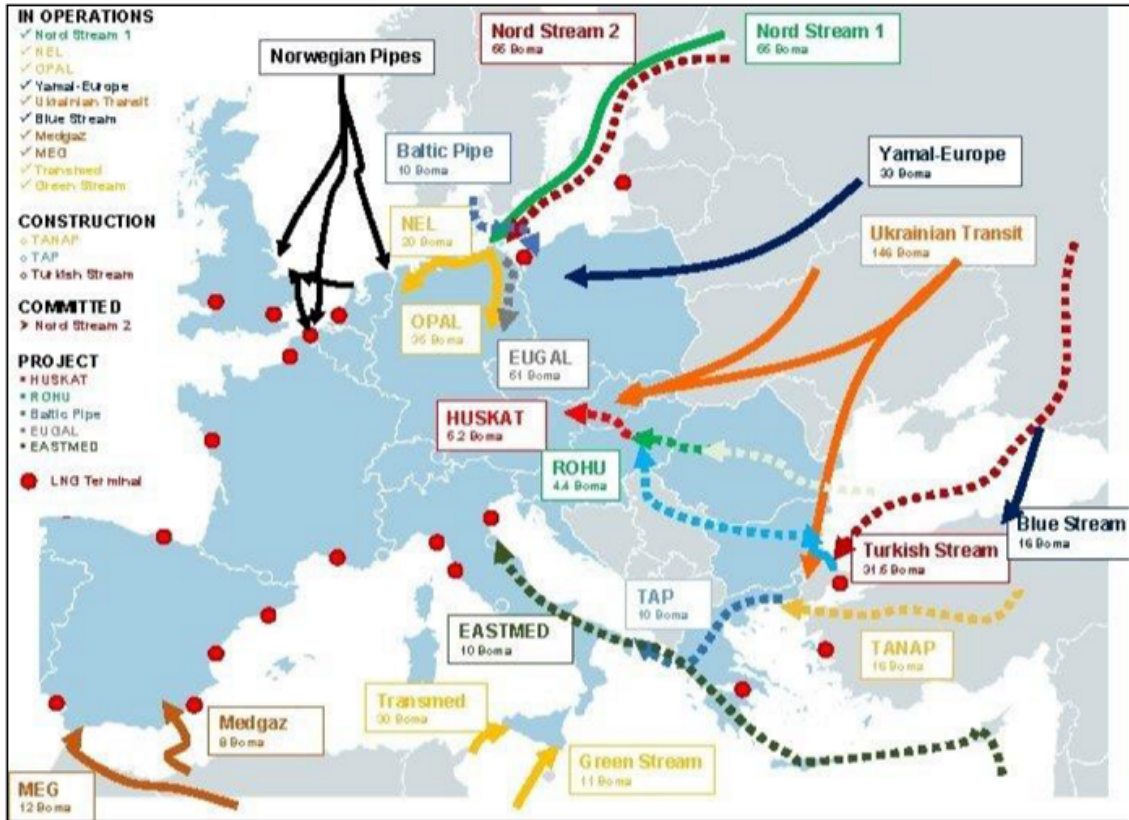 IN OPERATIONS
✓ Nord Stream 1
✓ NEL
✓ OPAL
✓ Yamal-Europe
✓ Ukrainian Transit
✓ Blue Stream
✓ Medgaz
✓ MEG
✓ Transmed
✓ Green Stream
CONSTRUCTION
o TANAP
o TAP
o Turkish Stream
COMMITTED
➤ Nord Stream 2
PROJECT
▪ HUSKAT
▪ ROHU
▪ Baltic Pipe
▪ EUGAL
▪ EASTMED
LNG Terminal
Norwegian Pipes
Nord Stream 2
55 Bcma
Nord Stream 1
55 Bcma
Baltic Pipe
10 Bcma
Yamal-Europe
33 Bcma
NEL
20 Bcma
Ukrainian Transit
146 Bcma
OPAL
35 Bcma
EUGAL
51 Bcma
HUSKAT
5.2 Bcma
ROHU
4.4 Bcma
Blue Stream
16 Bcma
Turkish Stream
31.5 Bcma
TAP
10 Bcma
EASTMED
10 Bcma
TANAP
16 Bcma
Transmed
30 Bcma
Medgaz
8 Bcma
Green Stream
11 Bcma
MEG
12 Bcma